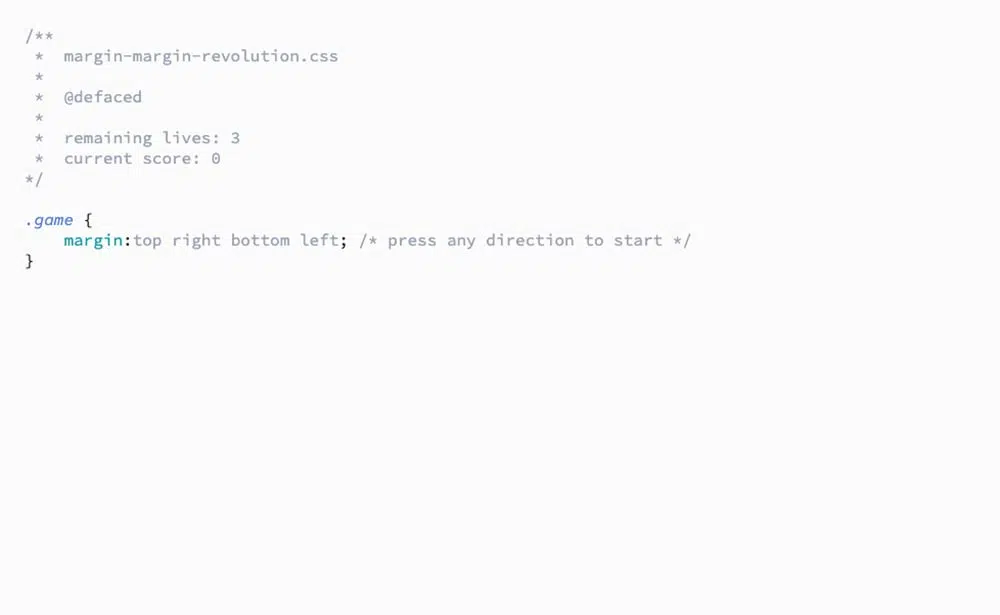 /**
 *  margin-margin-revolution.css
 *
 *  @defaced
 *
 *  remaining lives: 3
 *  current score: 0
*/
.game {
    margin:top right bottom left; /* press any direction to start */
}